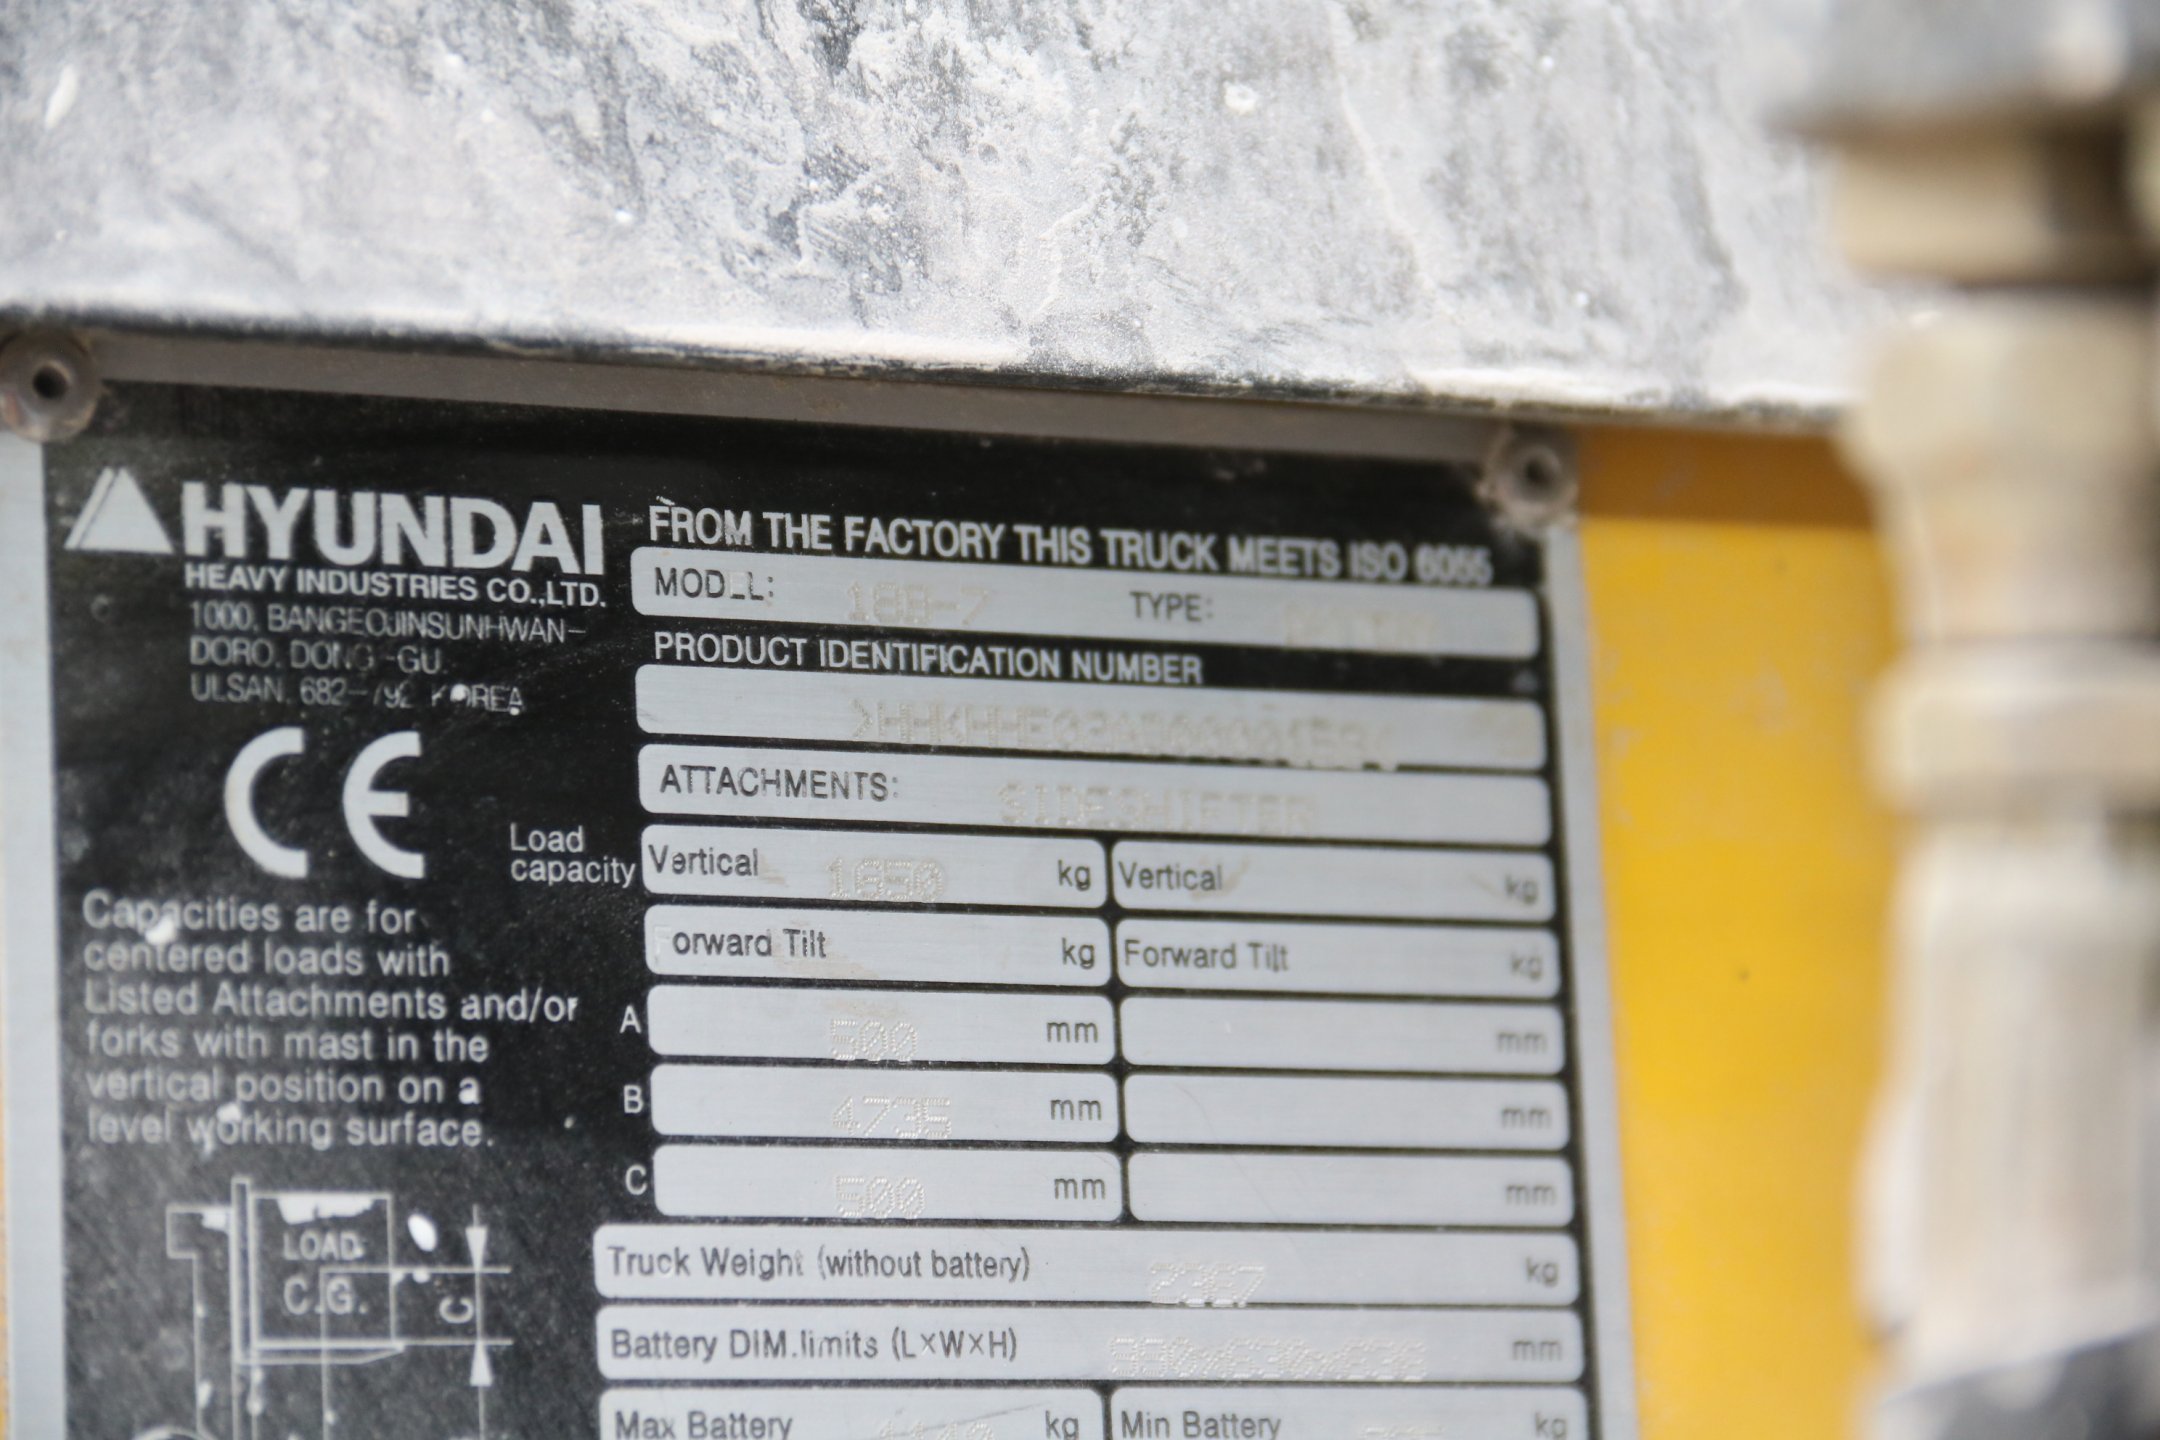 HYUNDAI
HEAVY INDUSTRIES CO.,LTD.
1000, BANGEOJINSUNHWAN-
DORO, DONG-GU.
ULSAN. 682-792 KOREA
CE
Capacities are for
centered loads with
Listed Attachments and/or
forks with mast in the
vertical position on a
level working surface.
LOAD
C.G.
C
FROM THE FACTORY THIS TRUCK MEETS ISO 6055
MODEL: 18B-7 TYPE:
PRODUCT IDENTIFICATION NUMBER
ATTACHMENTS: SIDESHIFTER
Load
capacity
Vertical 1650 kg Vertical kg
Forward Tilt kg Forward Tilt kg
A 500 mm mm
B 4735 mm mm
C 500 mm mm
Truck Weight (without battery) 2367 kg
Battery DIM.limits (L×W×H) mm
Max Battery kg Min Battery kg